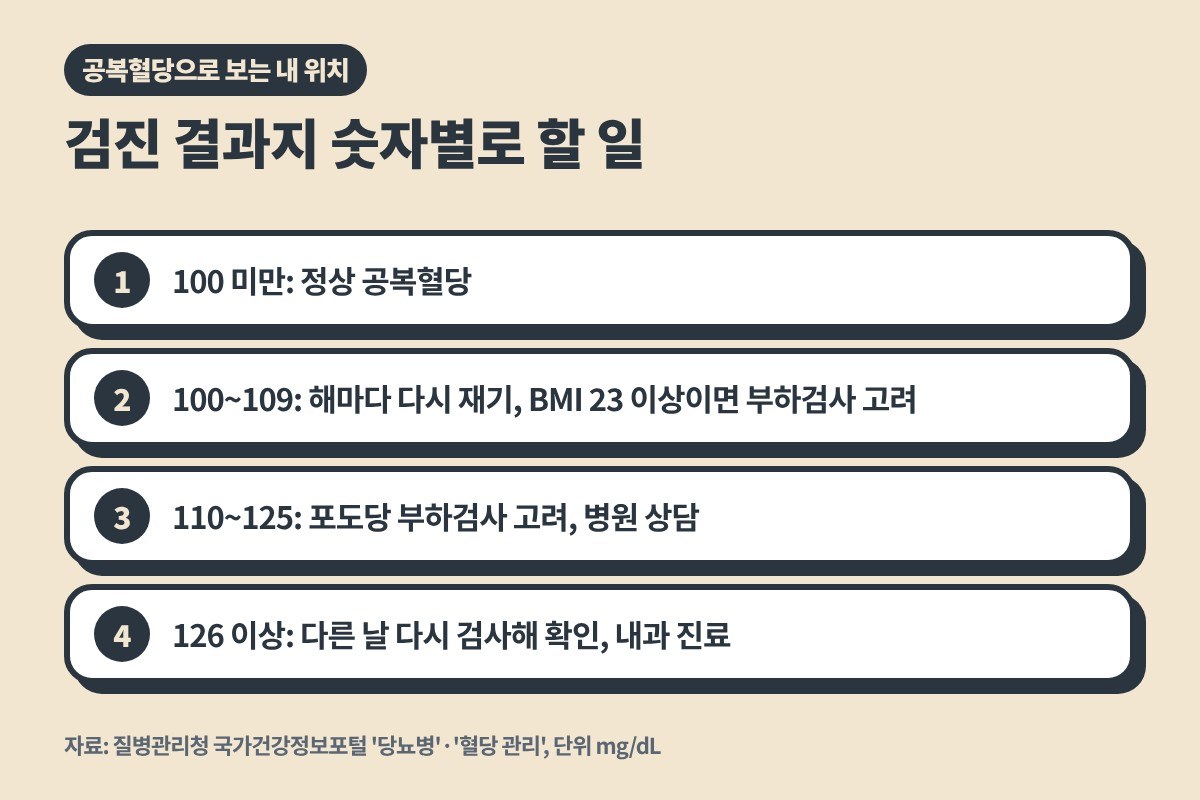 공복혈당으로 보는 내 위치
검진 결과지 숫자별로 할 일
1 100 미만: 정상 공복혈당
2 100~109: 해마다 다시 재기, BMI 23 이상이면 부하검사 고려
3 110~125: 포도당 부하검사 고려, 병원 상담
4 126 이상: 다른 날 다시 검사해 확인, 내과 진료
자료: 질병관리청 국가건강정보포털 '당뇨병'·'혈당 관리', 단위 mg/dL